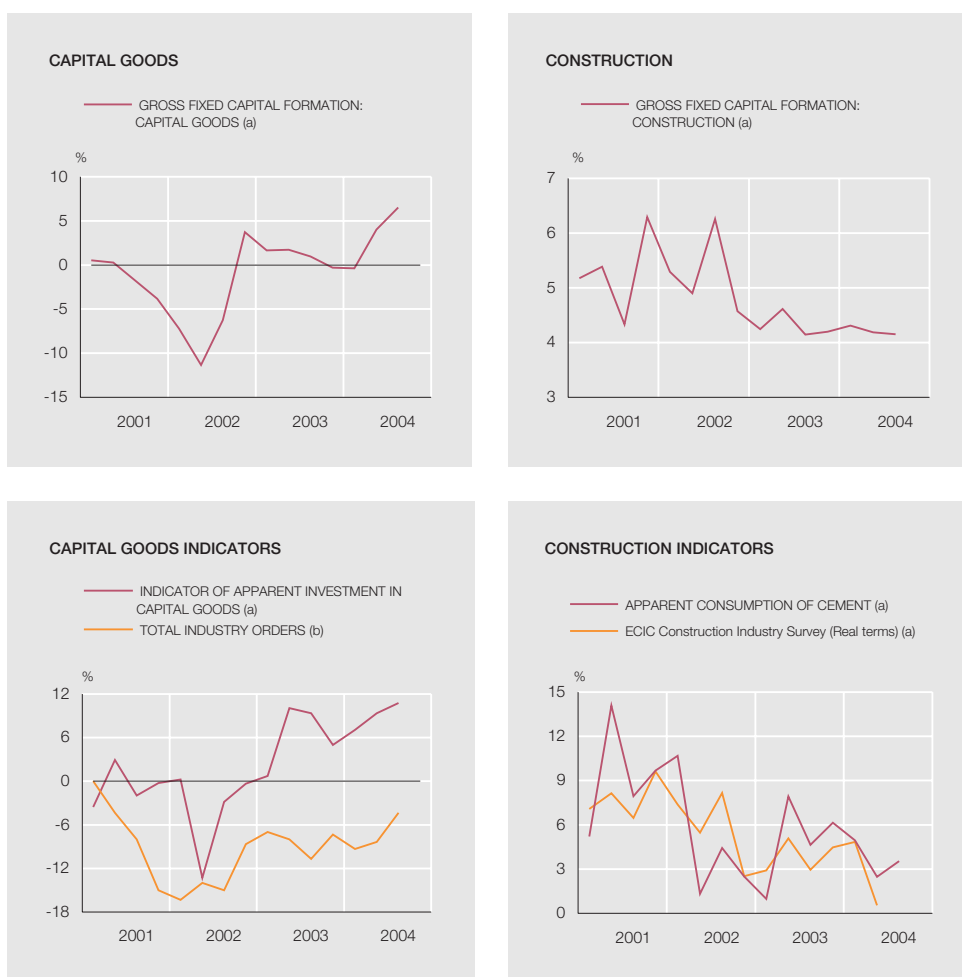 CAPITAL GOODS
GROSS FIXED CAPITAL FORMATION:
CAPITAL GOODS (a)
%
10
5
0
-5
-10
-15
2001 2002 2003 2004
CONSTRUCTION
GROSS FIXED CAPITAL FORMATION:
CONSTRUCTION (a)
%
7
6
5
4
3
2001 2002 2003 2004
CAPITAL GOODS INDICATORS
INDICATOR OF APPARENT INVESTMENT IN
CAPITAL GOODS (a)
TOTAL INDUSTRY ORDERS (b)
%
12
6
0
-6
-12
-18
2001 2002 2003 2004
CONSTRUCTION INDICATORS
APPARENT CONSUMPTION OF CEMENT (a)
ECIC Construction Industry Survey (Real terms) (a)
%
15
12
9
6
3
0
2001 2002 2003 2004